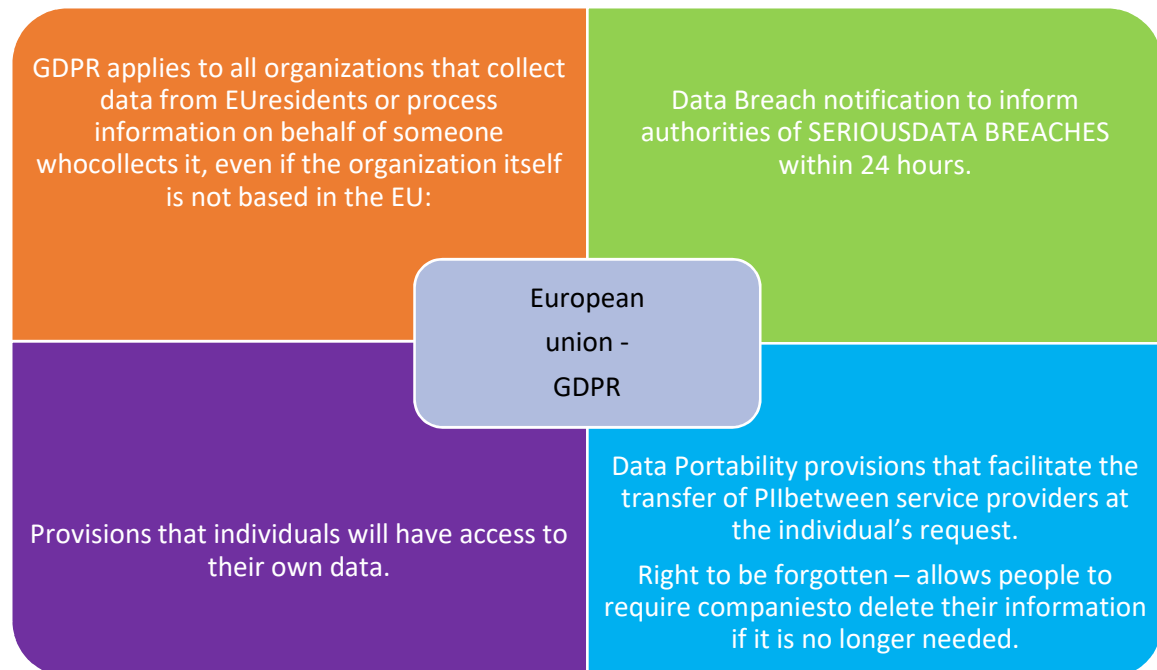 GDPR applies to all organizations that collect
data from EUresidents or process
information on behalf of someone
whocollects it, even if the organization itself
is not based in the EU:
Data Breach notification to inform
authorities of SERIOUSDATA BREACHES
within 24 hours.
European
union -
GDPR
Provisions that individuals will have access to
their own data.
Data Portability provisions that facilitate the
transfer of PIIbetween service providers at
the individual’s request.
Right to be forgotten – allows people to
require companiesto delete their information
if it is no longer needed.